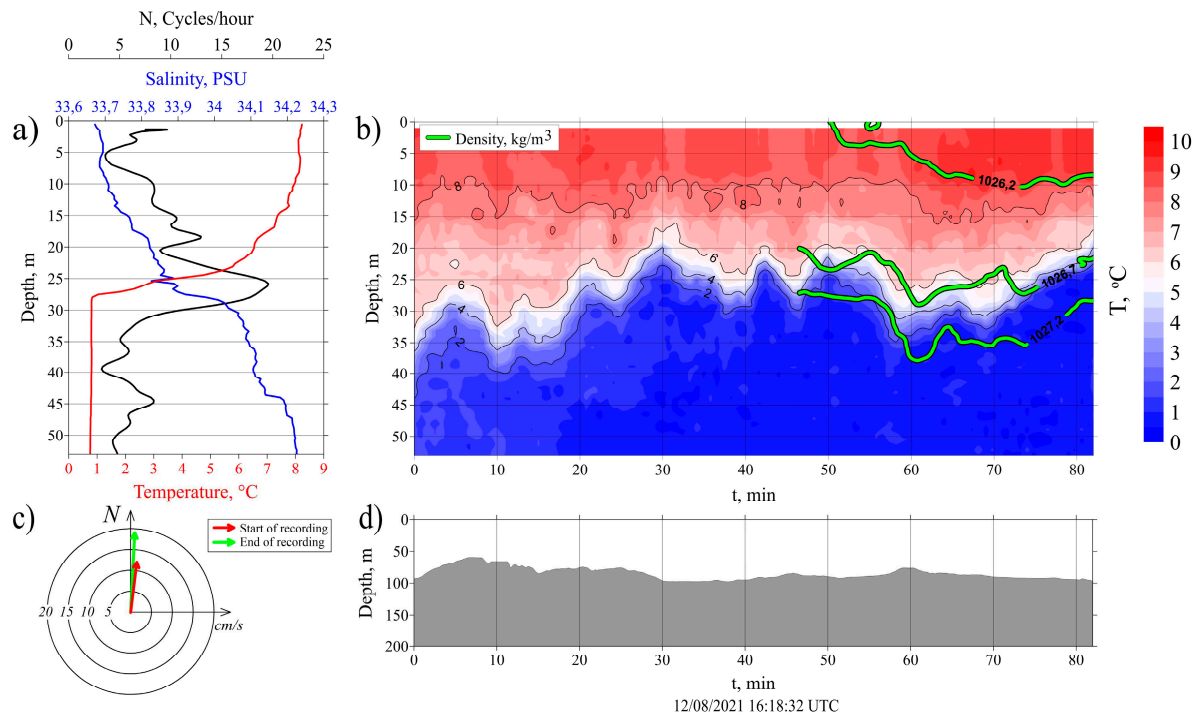 N, Cycles/hour
0 5 10 15 20 25
Salinity, PSU
33,6 33,7 33,8 33,9 34 34,1 34,2 34,3
a)
0
5
10
15
20
25
30
35
40
45
50
Depth, m
0 1 2 3 4 5 6 7 8 9
Temperature, °C
b)
Density, kg/m3
0
5
10
15
20
25
30
35
40
45
50
Depth, m
8
8
6
4
2
6
4
2
1026,2
1026,7
1027,2
0 10 20 30 40 50 60 70 80
t, min
10
9
8
7
6
5
4
3
2
1
0
T, °C
c)
N
Start of recording
End of recording
20 15 10 5
cm/s
d)
0
50
100
150
200
Depth, m
0 10 20 30 40 50 60 70 80
t, min
12/08/2021 16:18:32 UTC